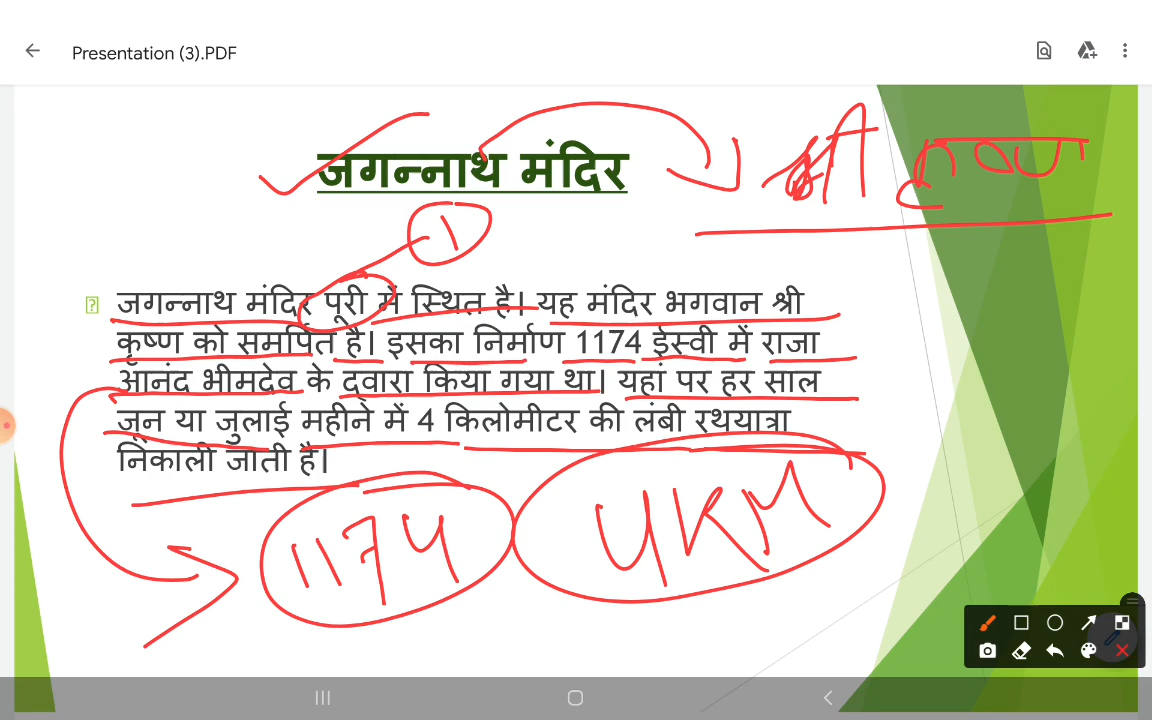 Presentation (3).PDF
जगन्नाथ मंदिर
श्री कृष्ण
1
जगन्नाथ मंदिर पूरी में स्थित है। यह मंदिर भगवान श्री
कृष्ण को समर्पित है। इसका निर्माण 1174 ईस्वी में राजा
आनंद भीमदेव के द्वारा किया गया था। यहां पर हर साल
जून या जुलाई महीने में 4 किलोमीटर की लंबी रथयात्रा
निकाली जाती है।
1174
4KM